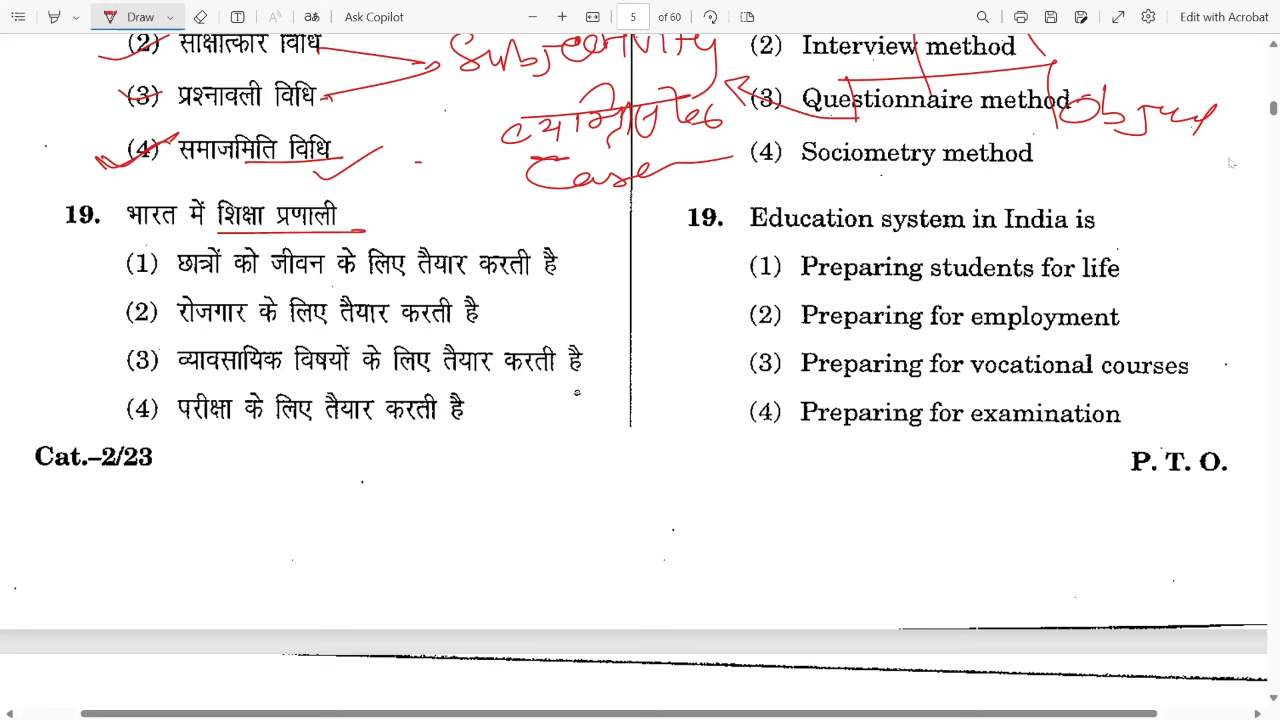 Draw
Ask Copilot
5 of 60
Edit with Acrobat
(2) साक्षात्कार विधि
(3) प्रश्नावली विधि
(4) समाजमिति विधि
Subjectivity
Case
19. भारत में शिक्षा प्रणाली
(1) छात्रों को जीवन के लिए तैयार करती है
(2) रोजगार के लिए तैयार करती है
(3) व्यावसायिक विषयों के लिए तैयार करती है
(4) परीक्षा के लिए तैयार करती है
Cat.–2/23
(2) Interview method
(3) Questionnaire method
(4) Sociometry method
19. Education system in India is
(1) Preparing students for life
(2) Preparing for employment
(3) Preparing for vocational courses
(4) Preparing for examination
P. T. O.